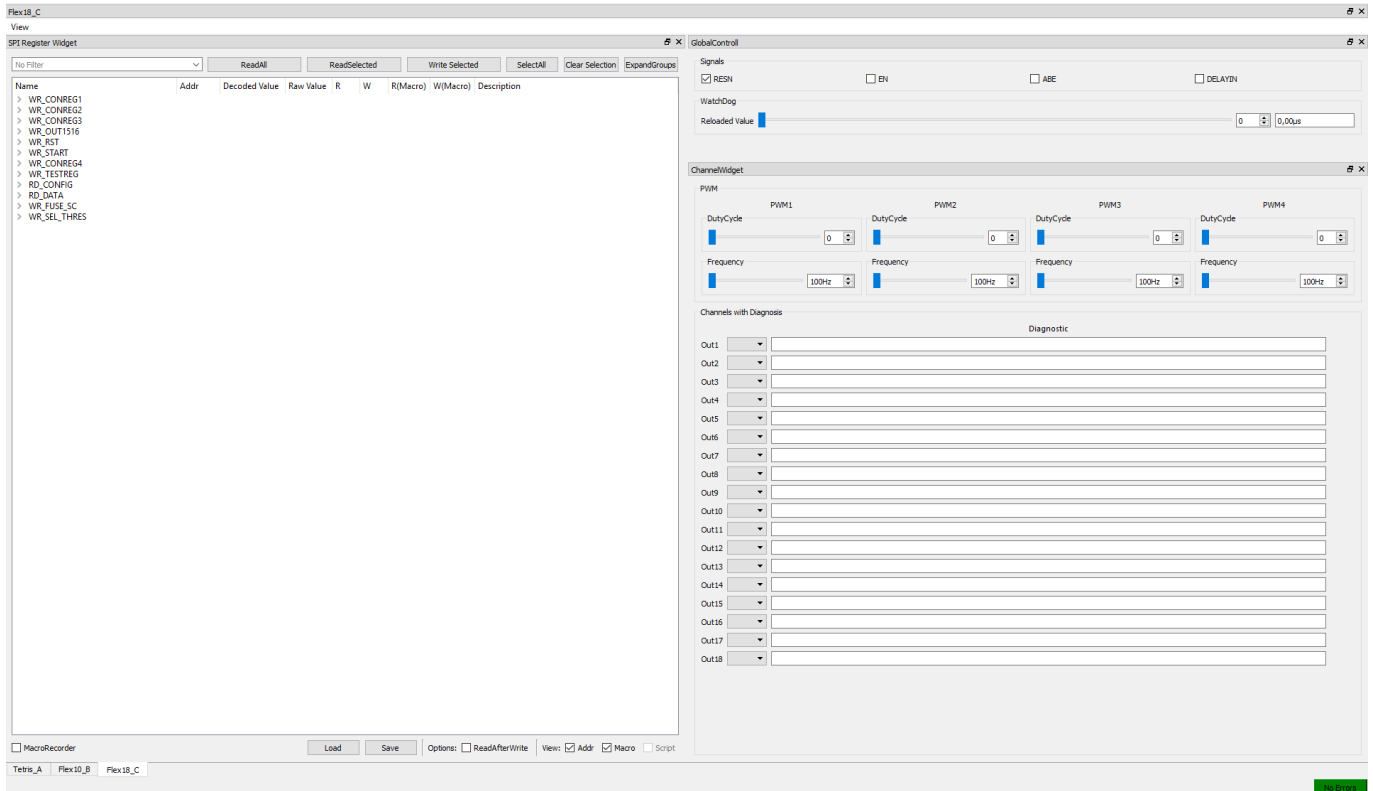 Flex18_C
View
SPI Register Widget
No Filter ReadAll ReadSelected Write Selected SelectAll Clear Selection ExpandGroups
Name Addr Decoded Value Raw Value R W R(Macro) W(Macro) Description
WR_CONREG1
WR_CONREG2
WR_CONREG3
WR_OUT1516
WR_RST
WR_START
WR_CONREG4
WR_TESTREG
RD_CONFIG
RD_DATA
WR_FUSE_SC
WR_SEL_THRES
MacroRecorder Load Save Options: ReadAfterWrite View: Addr Macro Script
Tetris_A Flex10_B Flex18_C
GlobalControll
Signals
RESN EN ABE DELAYIN
WatchDog
Reloaded Value 0 0,00µs
ChannelWidget
PWM
PWM1 PWM2 PWM3 PWM4
DutyCycle DutyCycle DutyCycle DutyCycle
0 0 0 0
Frequency Frequency Frequency Frequency
100Hz 100Hz 100Hz 100Hz
Channels with Diagnosis
Diagnostic
Out1
Out2
Out3
Out4
Out5
Out6
Out7
Out8
Out9
Out10
Out11
Out12
Out13
Out14
Out15
Out16
Out17
Out18
No Errors